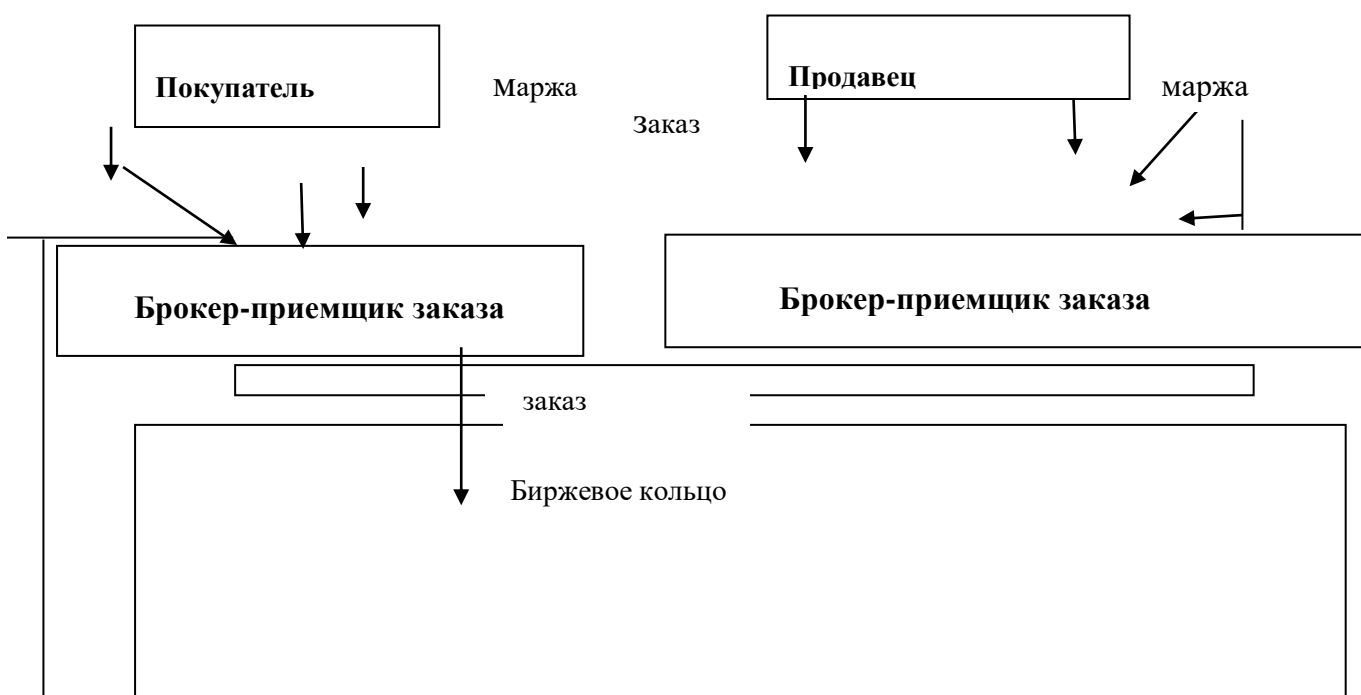 Покупатель
маржа
Продавец
маржа
Заказ
Брокер-приемщик заказа
Брокер-приемщик заказа
заказ
Биржевое кольцо